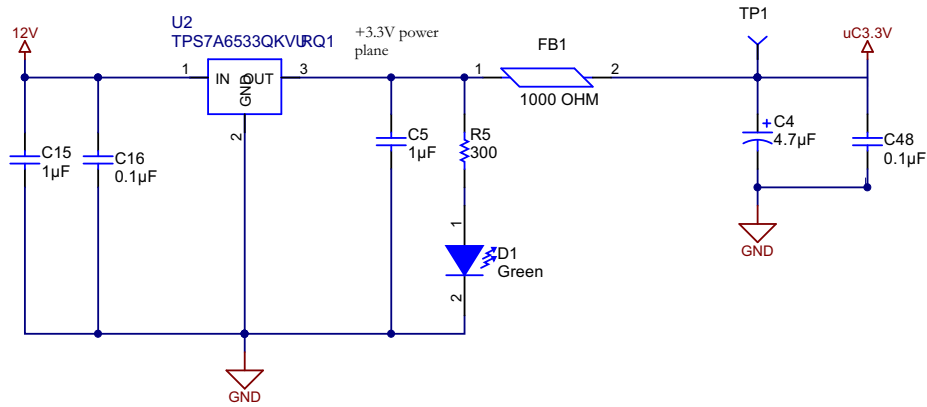 12V
U2
TPS7A6533QKVURQ1
+3.3V power
plane
TP1
uC3.3V
FB1
1
IN
OUT
3
GND
2
1
2
1000 OHM
C15
1µF
C16
0.1µF
C5
1µF
R5
300
C4
4.7µF
C48
0.1µF
1
D1
Green
2
GND
GND